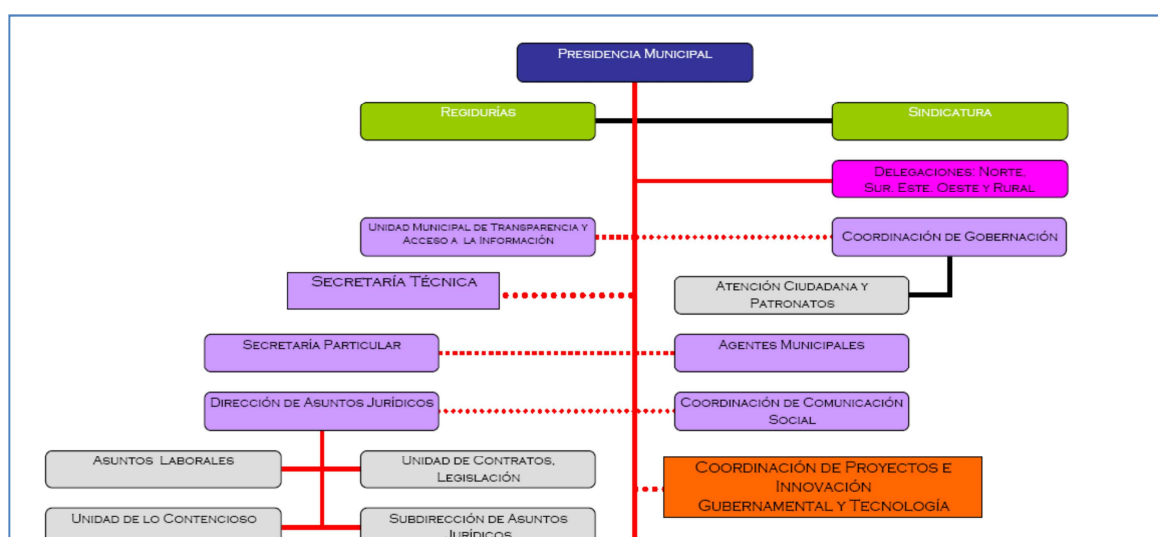 PRESIDENCIA MUNICIPAL
REGIDURÍAS
SINDICATURA
DELEGACIONES: NORTE,
SUR. ESTE. OESTE Y RURAL
UNIDAD MUNICIPAL DE TRANSPARENCIA Y
ACCESO A LA INFORMACIÓN
COORDINACIÓN DE GOBERNACIÓN
SECRETARÍA TÉCNICA
ATENCIÓN CIUDADANA Y
PATRONATOS
SECRETARÍA PARTICULAR
AGENTES MUNICIPALES
DIRECCIÓN DE ASUNTOS JURÍDICOS
COORDINACIÓN DE COMUNICACIÓN
SOCIAL
ASUNTOS LABORALES
UNIDAD DE CONTRATOS,
LEGISLACIÓN
COORDINACIÓN DE PROYECTOS E
INNOVACIÓN
GUBERNAMENTAL Y TECNOLOGÍA
UNIDAD DE LO CONTENCIOSO
SUBDIRECCIÓN DE ASUNTOS
JURÍDICOS